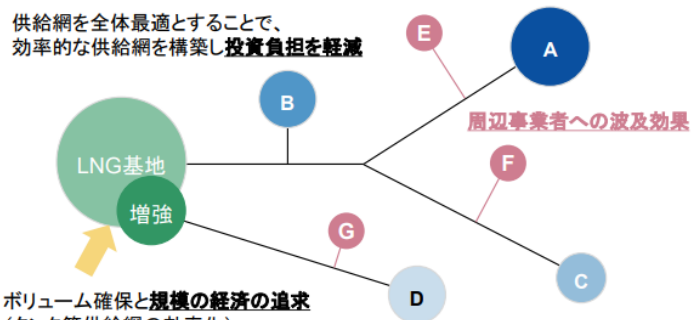 供給網を全体最適とすることで、
効率的な供給網を構築し投資負担を軽減
E
A
B
周辺事業者への波及効果
LNG基地
F
増強
G
C
D
ボリューム確保と規模の経済の追求